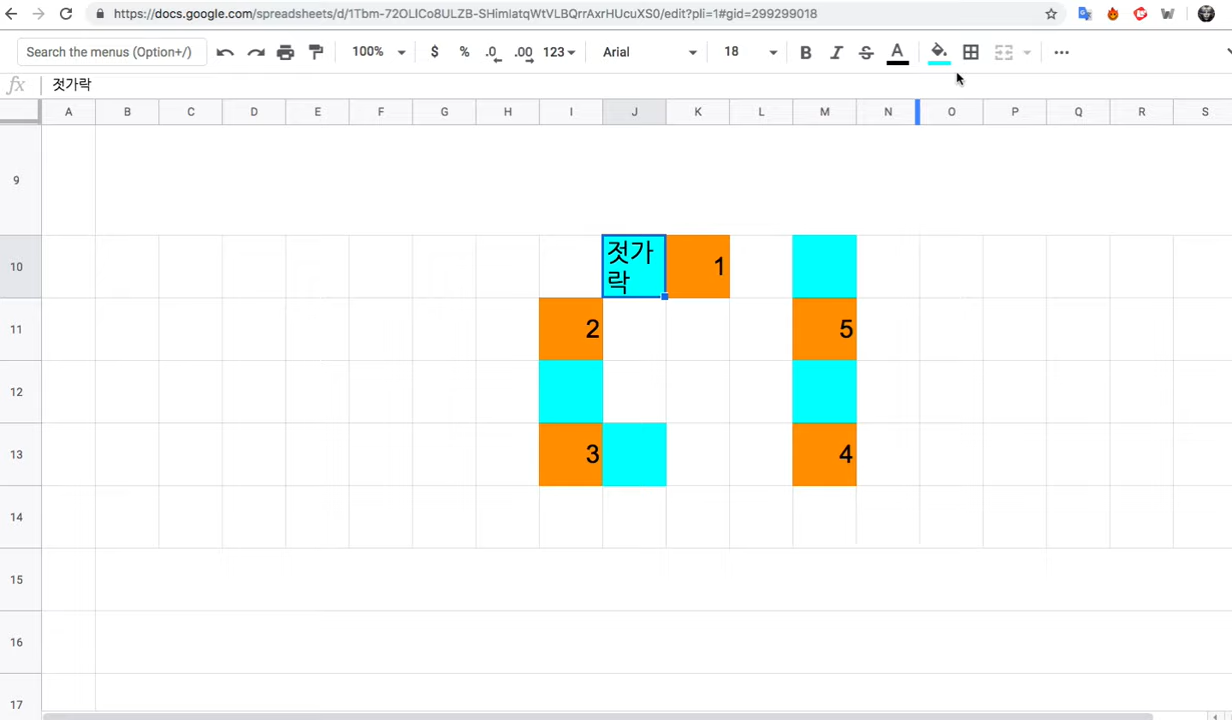 https://docs.google.com/spreadsheets/d/1Tbm-72OLlCo8ULZB-SHimlatqWtVLBQrrAxrHUcuXS0/edit?pli=1#gid=299299018
Search the menus (Option+/) 100% $ % .0 .00 123 Arial 18 B I S A
fx 젓가락
A B C D E F G H I J K L M N O P Q R S
9
10 젓가 1
락
11 2 5
12
13 3 4
14
15
16
17